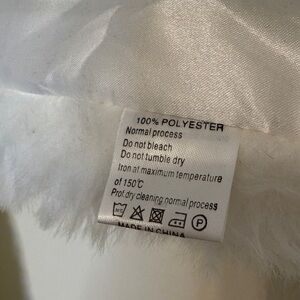 100% POLYESTER
Normal process
Do not bleach
Do not tumble dry
Iron at maximum temperature
of 150℃
Prof.dry cleaning normal process
P
MADE IN CHINA